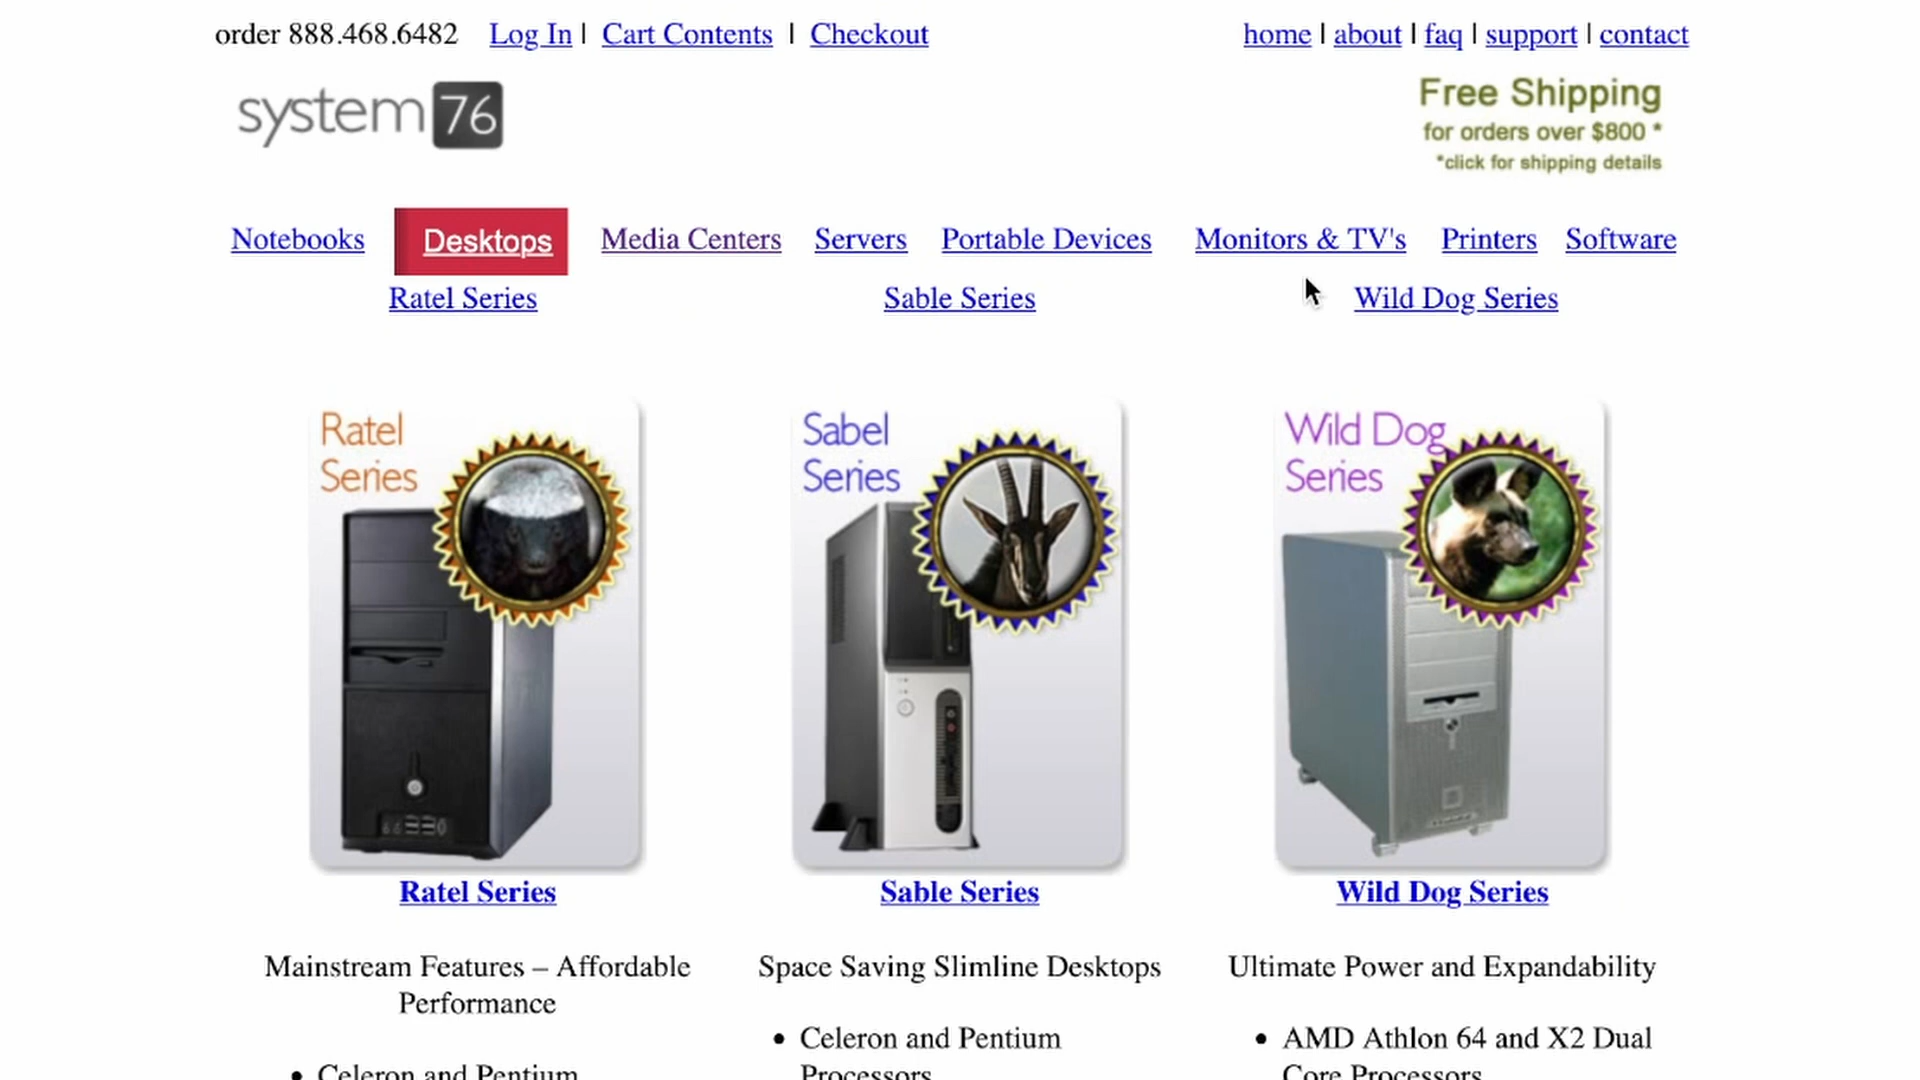 order 888.468.6482 Log In | Cart Contents | Checkout home | about | faq | support | contact
system76
Free Shipping
for orders over $800 *
*click for shipping details
Notebooks Desktops Media Centers Servers Portable Devices Monitors & TV's Printers Software
Ratel Series Sable Series Wild Dog Series
Ratel
Series
Sabel
Series
Wild Dog
Series
Ratel Series Sable Series Wild Dog Series
Mainstream Features – Affordable
Performance
Space Saving Slimline Desktops
Ultimate Power and Expandability
• Celeron and Pentium
• Celeron and Pentium
Processors
• AMD Athlon 64 and X2 Dual
Core Processors